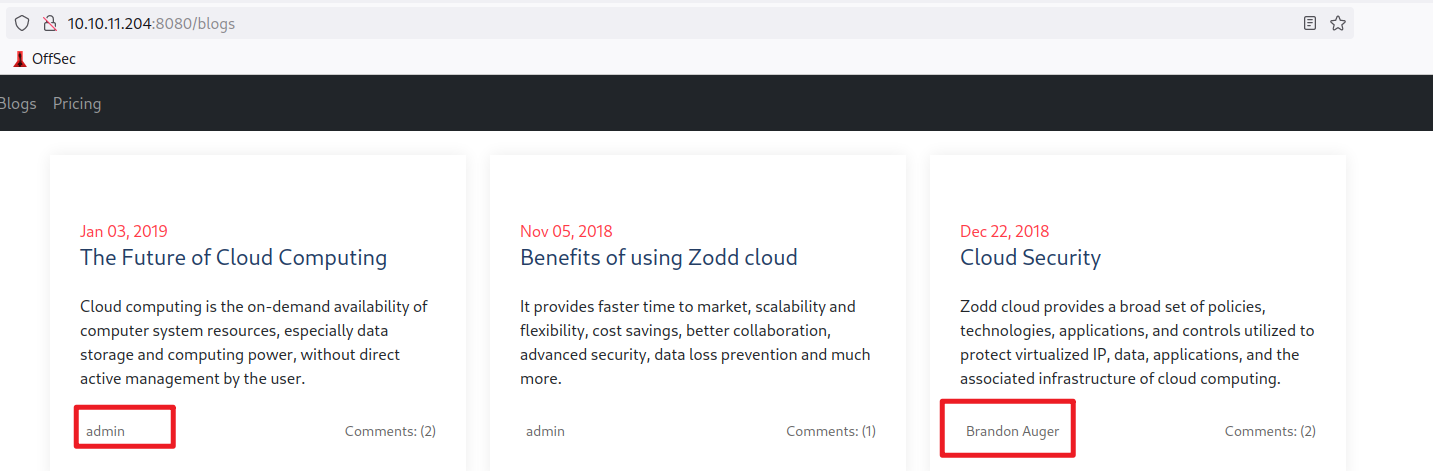 10.10.11.204:8080/blogs
OffSec
Blogs Pricing
Jan 03, 2019
The Future of Cloud Computing
Cloud computing is the on-demand availability of
computer system resources, especially data
storage and computing power, without direct
active management by the user.
admin Comments: (2)
Nov 05, 2018
Benefits of using Zodd cloud
It provides faster time to market, scalability and
flexibility, cost savings, better collaboration,
advanced security, data loss prevention and much
more.
admin Comments: (1)
Dec 22, 2018
Cloud Security
Zodd cloud provides a broad set of policies,
technologies, applications, and controls utilized to
protect virtualized IP, data, applications, and the
associated infrastructure of cloud computing.
Brandon Auger Comments: (2)